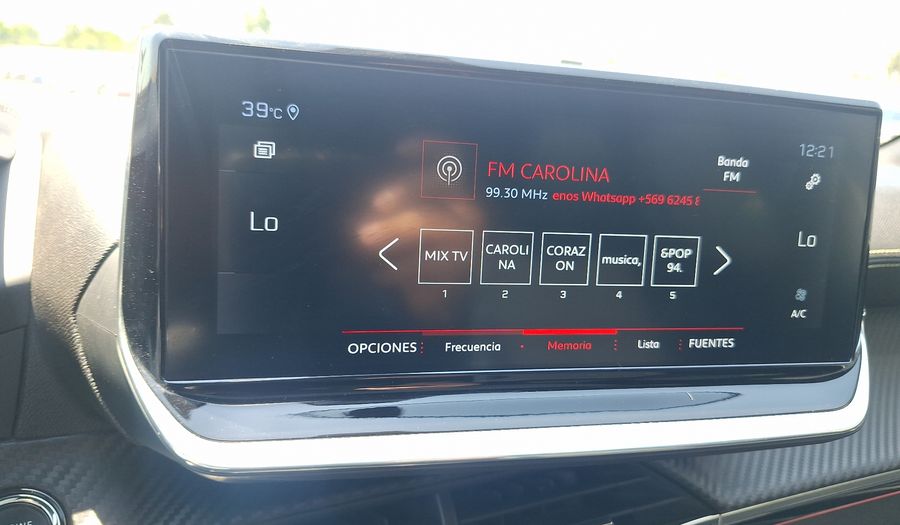 39°C
12:21
FM CAROLINA
Banda
FM
99.30 MHz enos Whatsapp +569 6245 8
Lo
Lo
MIX TV
CAROLI
NA
CORAZ
ON
musica,
&POP
94.
1
2
3
4
5
A/C
OPCIONES
Frecuencia
Memoria
Lista
FUENTES